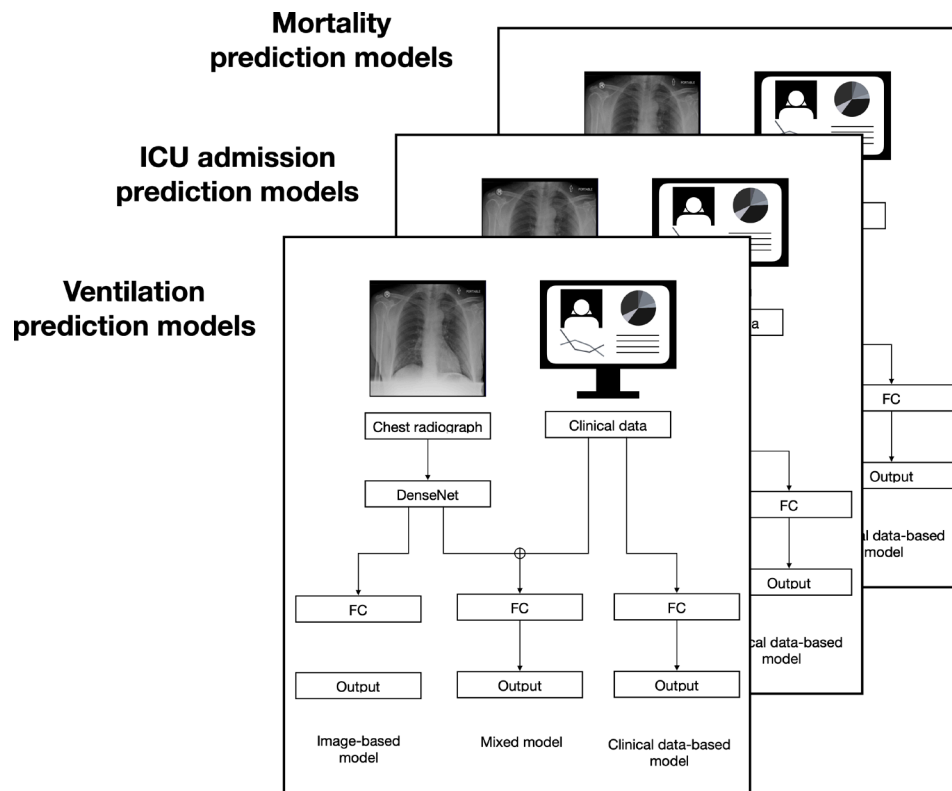 Mortality
prediction models
ICU admission
prediction models
Ventilation
prediction models
Chest radiograph
Clinical data
a
DenseNet
FC
FC
FC
FC
FC
Output
Output
Output
Output
Output
Image-based
model
Mixed model
Clinical data-based
model
cal data-based
model
al data-based
model